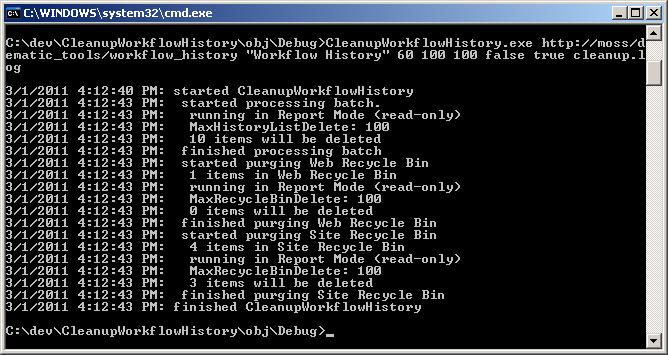 C:\WINDOWS\system32\cmd.exe
C:\dev\CleanupWorkflowHistory\obj\Debug>CleanupWorkflowHistory.exe http://moss/d
ematic_tools/workflow_history "Workflow History" 60 100 100 false true cleanup.l
og
3/1/2011 4:12:40 PM: started CleanupWorkflowHistory
3/1/2011 4:12:43 PM:  started processing batch.
3/1/2011 4:12:43 PM:   running in Report Mode (read-only)
3/1/2011 4:12:43 PM:   MaxHistoryListDelete: 100
3/1/2011 4:12:43 PM:   10 items will be deleted
3/1/2011 4:12:43 PM:  finished processing batch
3/1/2011 4:12:43 PM:  started purging Web Recycle Bin
3/1/2011 4:12:43 PM:   1 items in Web Recycle Bin
3/1/2011 4:12:43 PM:   running in Report Mode (read-only)
3/1/2011 4:12:43 PM:   MaxRecycleBinDelete: 100
3/1/2011 4:12:43 PM:   0 items will be deleted
3/1/2011 4:12:43 PM:  finished purging Web Recycle Bin
3/1/2011 4:12:43 PM:  started purging Site Recycle Bin
3/1/2011 4:12:43 PM:   4 items in Site Recycle Bin
3/1/2011 4:12:43 PM:   running in Report Mode (read-only)
3/1/2011 4:12:43 PM:   MaxRecycleBinDelete: 100
3/1/2011 4:12:43 PM:   3 items will be deleted
3/1/2011 4:12:43 PM:  finished purging Site Recycle Bin
3/1/2011 4:12:43 PM: finished CleanupWorkflowHistory
C:\dev\CleanupWorkflowHistory\obj\Debug>_